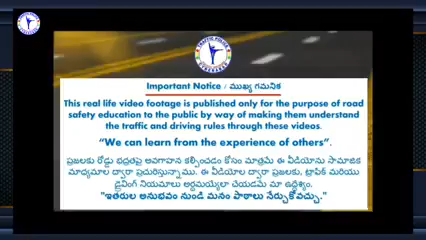 Important Notice / ముఖ్య గమనిక
This real life video footage is published only for the purpose of road
safety education to the public by way of making them understand
the traffic and driving rules through these videos.
“We can learn from the experience of others”.
ప్రజలకు రోడ్డు భద్రతపై అవగాహన కల్పించడం కోసం మాత్రమే ఈ వీడియోను సామాజిక
మాధ్యమాల ద్వారా ప్రచురిస్తున్నాము. ఈ వీడియోల ద్వారా ప్రజలకు, ట్రాఫిక్ మరియు
డ్రైవింగ్ నియమాలు అర్థమయ్యేలా చేయడమే మా ఉద్దేశ్యం.
"ఇతరుల అనుభవం నుండి మనం పాఠాలు నేర్చుకోవచ్చు."